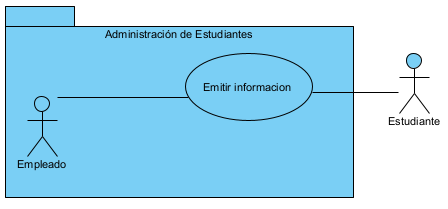 Administración de Estudiantes
Emitir informacion
Estudiante
Empleado